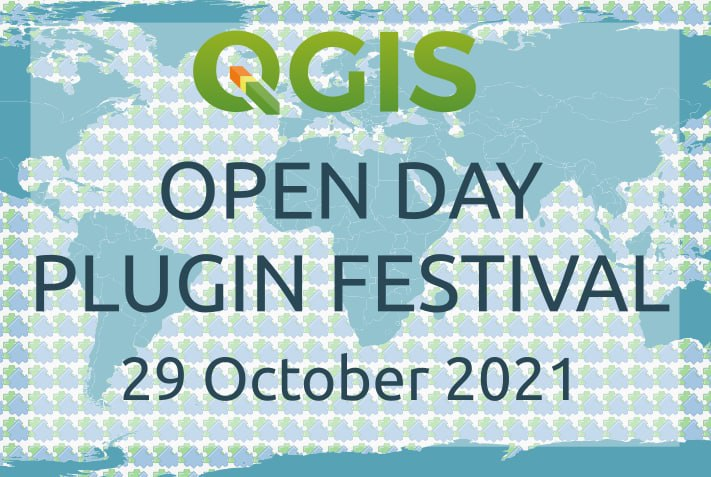 QGIS
OPEN DAY
PLUGIN FESTIVAL
29 October 2021